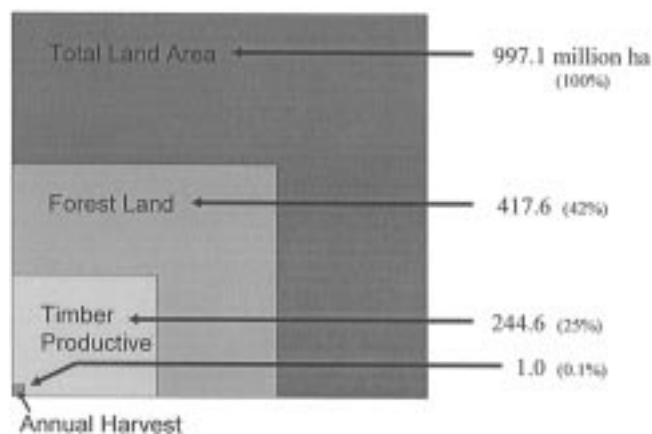 Total Land Area 997.1 million ha
(100%)
Forest Land 417.6 (42%)
Timber
Productive
244.6 (25%)
1.0 (0.1%)
Annual Harvest